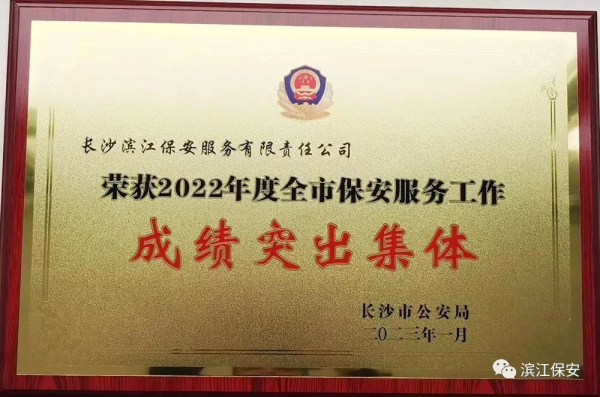 长沙滨江保安服务有限责任公司
荣获2022年度全市保安服务工作
成绩突出集体
长沙市公安局
二〇二三年一月
滨江保安